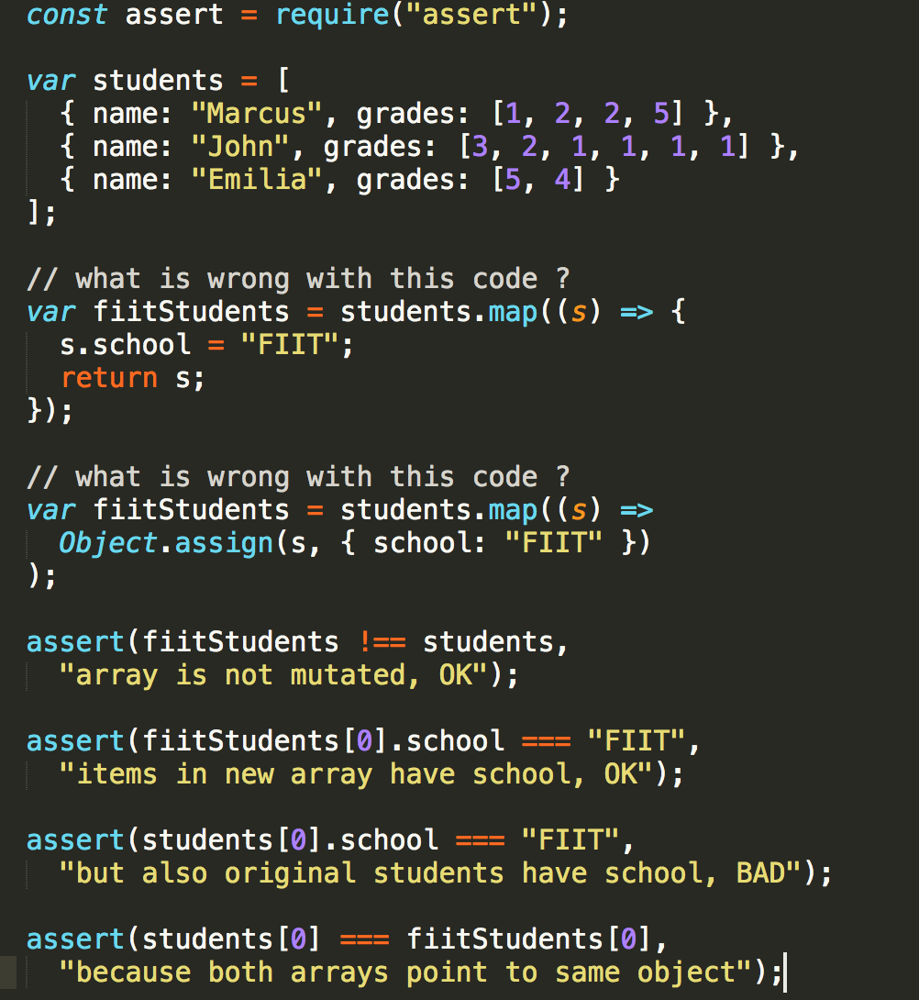 const assert = require("assert");

var students = [
  { name: "Marcus", grades: [1, 2, 2, 5] },
  { name: "John", grades: [3, 2, 1, 1, 1, 1] },
  { name: "Emilia", grades: [5, 4] }
];

// what is wrong with this code ?
var fiitStudents = students.map((s) => {
  s.school = "FIIT";
  return s;
});

// what is wrong with this code ?
var fiitStudents = students.map((s) =>
  Object.assign(s, { school: "FIIT" })
);

assert(fiitStudents !== students,
  "array is not mutated, OK");

assert(fiitStudents[0].school === "FIIT",
  "items in new array have school, OK");

assert(students[0].school === "FIIT",
  "but also original students have school, BAD");

assert(students[0] === fiitStudents[0],
  "because both arrays point to same object");